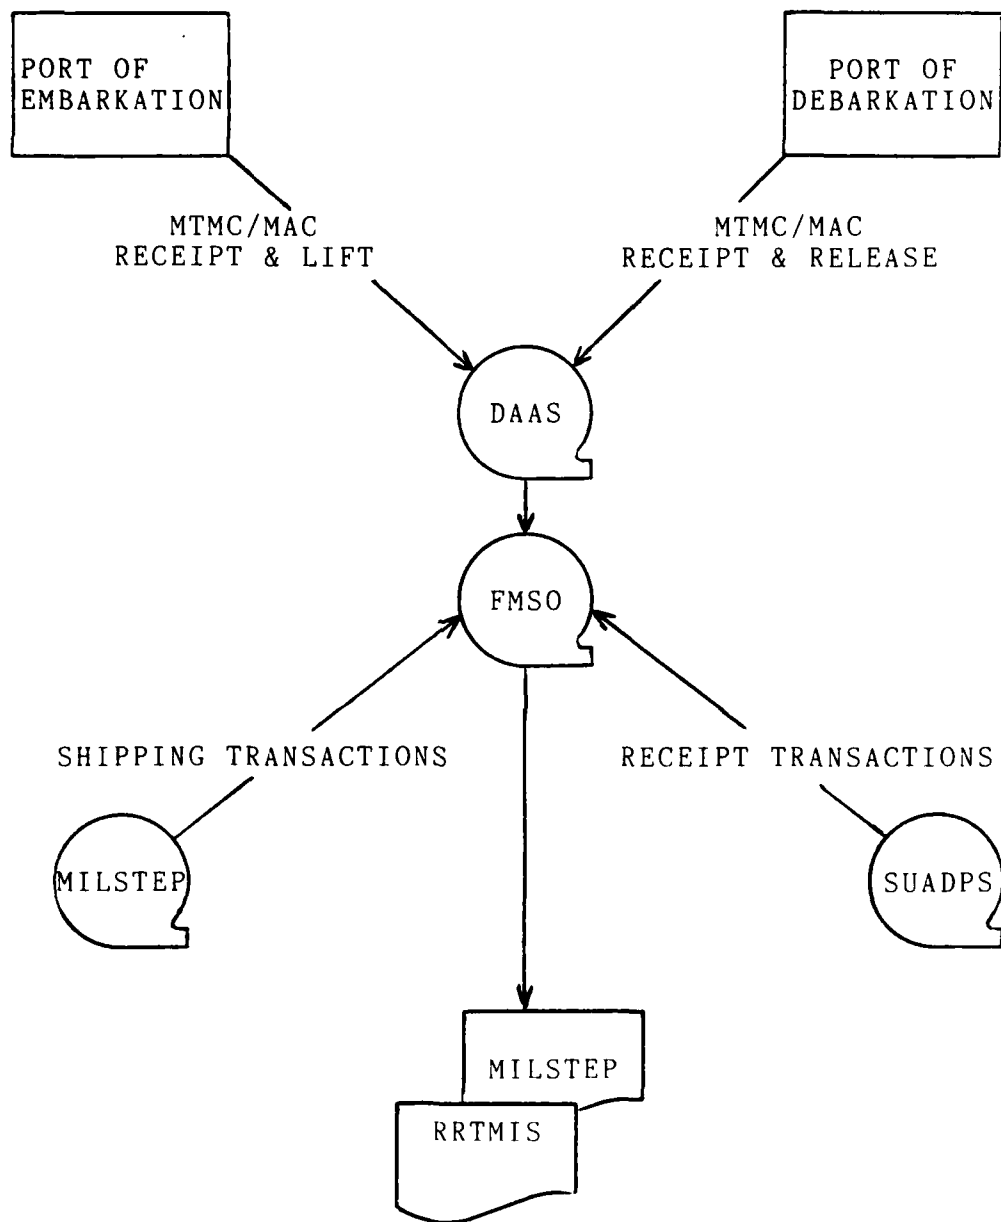 PORT OF
EMBARKATION
PORT OF
DEBARKATION
MTMC/MAC
RECEIPT & LIFT
MTMC/MAC
RECEIPT & RELEASE
DAAS
FMSO
SHIPPING TRANSACTIONS
RECEIPT TRANSACTIONS
MILSTEP
SUADPS
MILSTEP
RRTMIS